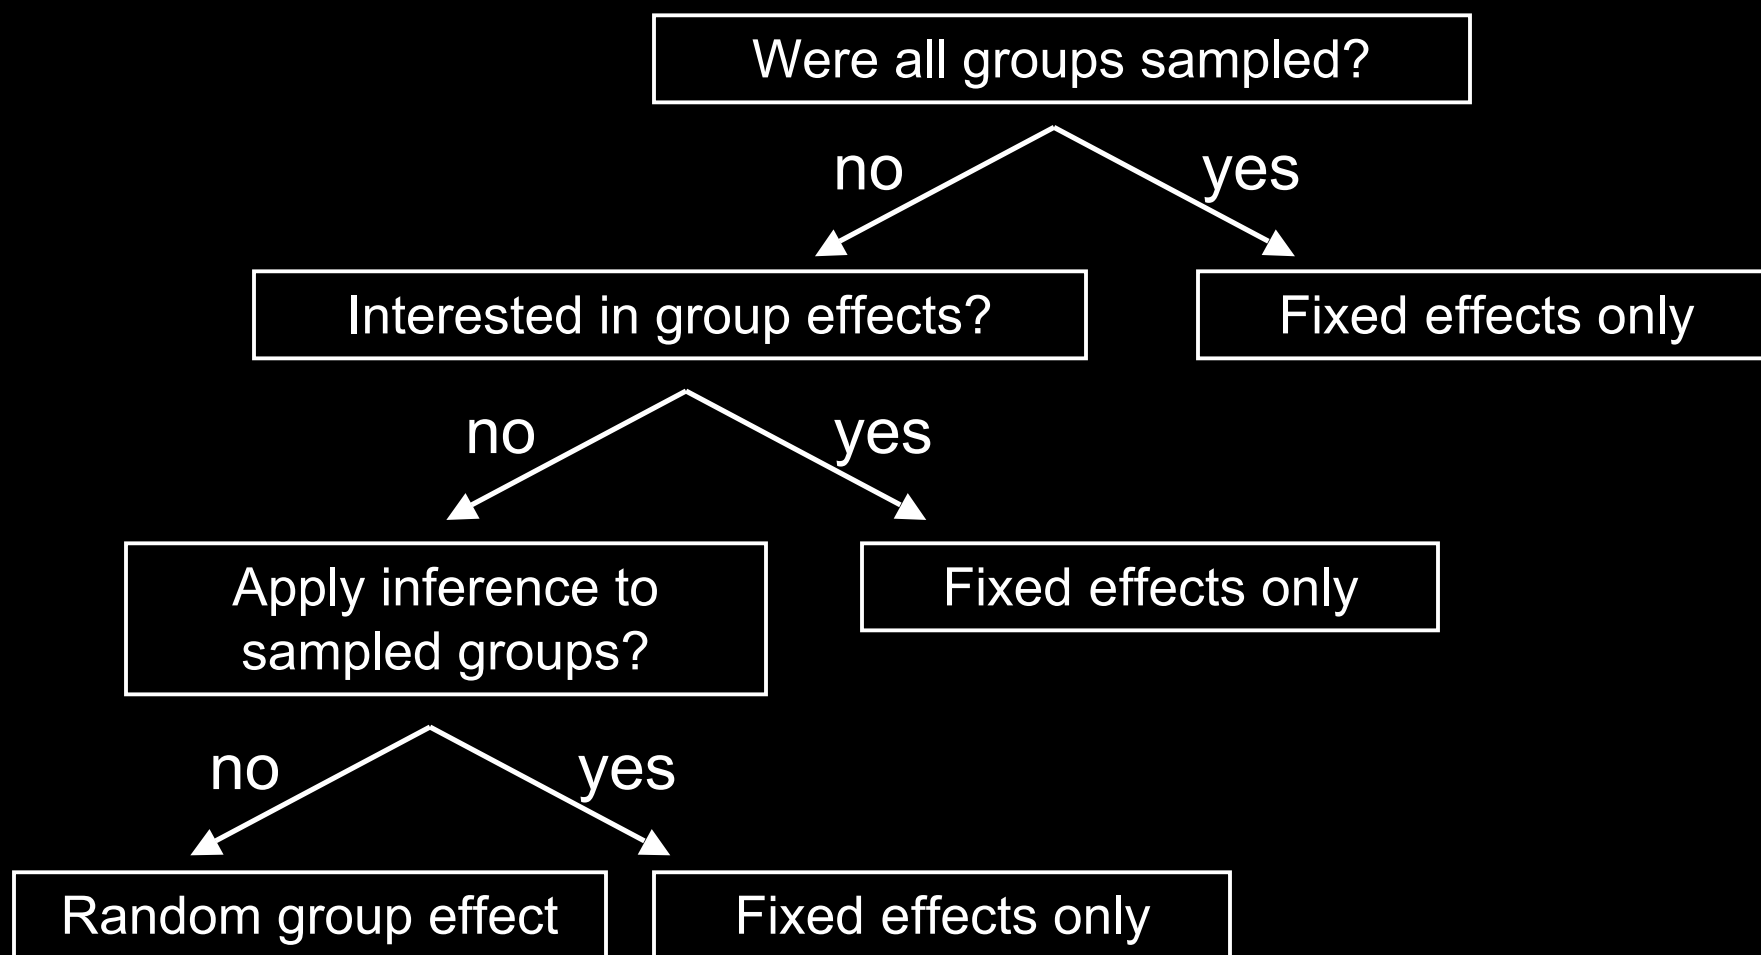 Were all groups sampled?
no
yes
Interested in group effects?
Fixed effects only
no
yes
Apply inference to
sampled groups?
Fixed effects only
no
yes
Random group effect
Fixed effects only